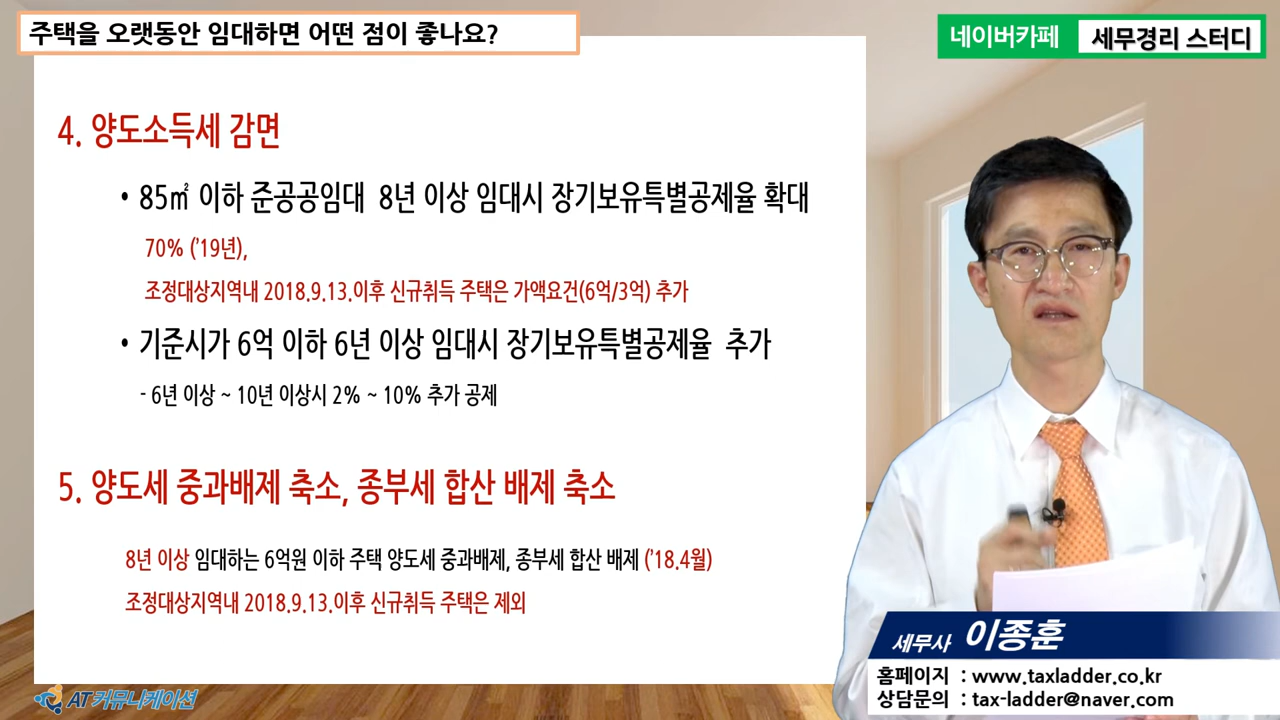 주택을 오랫동안 임대하면 어떤 점이 좋나요?
네이버카페 세무경리 스터디
4. 양도소득세 감면
• 85㎡ 이하 준공공임대 8년 이상 임대시 장기보유특별공제율 확대
70% ('19년),
조정대상지역내 2018.9.13.이후 신규취득 주택은 가액요건(6억/3억) 추가
• 기준시가 6억 이하 6년 이상 임대시 장기보유특별공제율 추가
- 6년 이상 ~ 10년 이상시 2% ~ 10% 추가 공제
5. 양도세 중과배제 축소, 종부세 합산 배제 축소
8년 이상 임대하는 6억원 이하 주택 양도세 중과배제, 종부세 합산 배제 ('18.4월)
조정대상지역내 2018.9.13.이후 신규취득 주택은 제외
세무사 이종훈
홈페이지 : www.taxladder.co.kr
상담문의 : tax-ladder@naver.com
AT커뮤니케이션